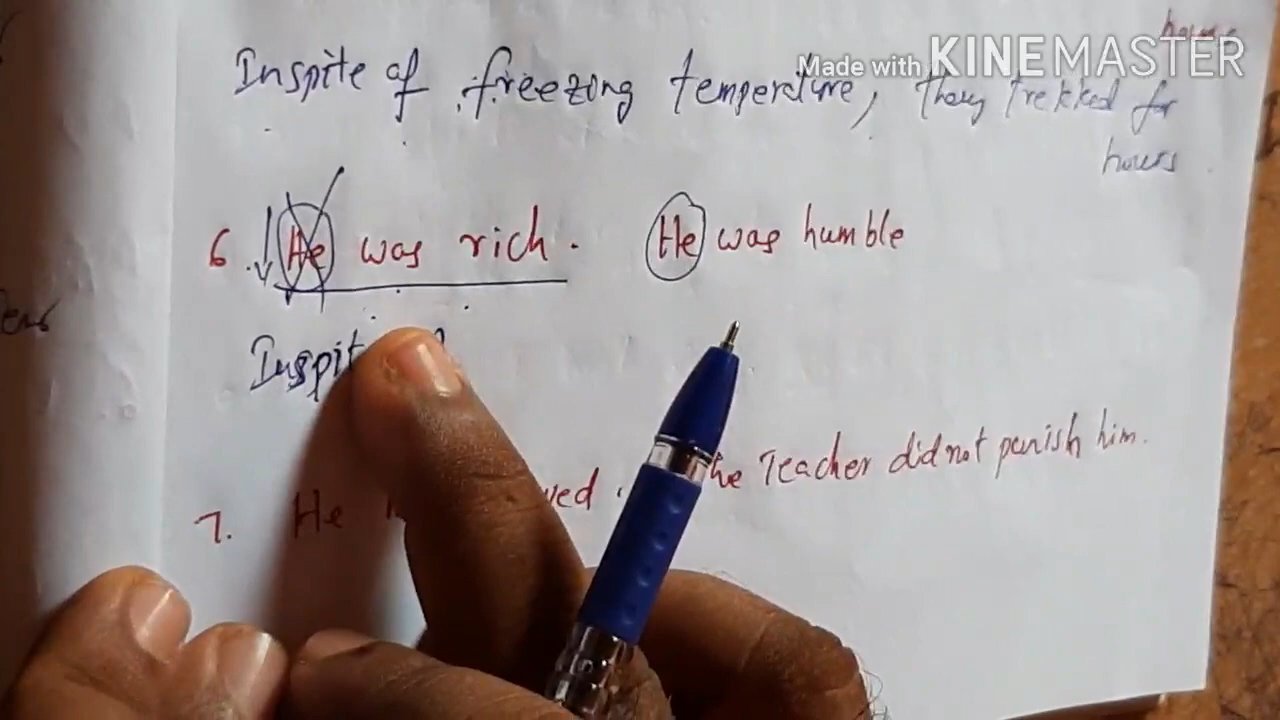 hours
Made with KINEMASTER
Inspite of freezing temperature, they trekked for
hours
6. He was rich. He was humble
Inspite
7. He the Teacher did not punish him.